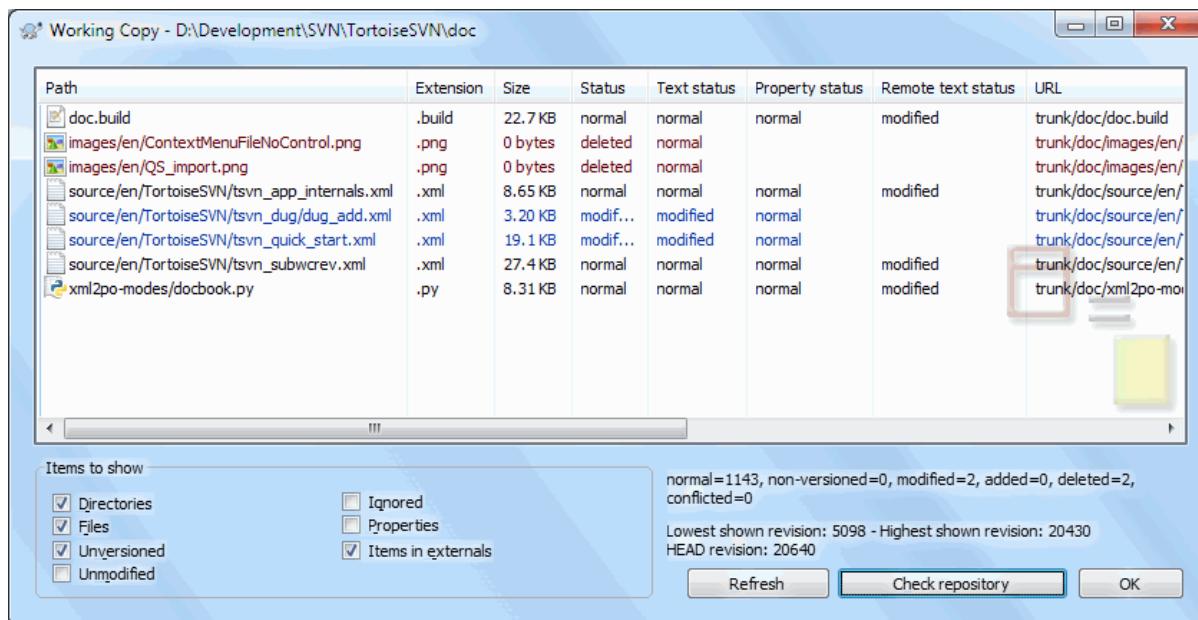 Working Copy - D:\Development\SVN\TortoiseSVN\doc
Path Extension Size Status Text status Property status Remote text status URL
doc.build .build 22.7 KB normal normal normal modified trunk/doc/doc.build
images/en/ContextMenuFileNoControl.png .png 0 bytes deleted normal trunk/doc/images/en/
images/en/QS_import.png .png 0 bytes deleted normal trunk/doc/images/en/
source/en/TortoiseSVN/tsvn_app_internals.xml .xml 8.65 KB normal normal normal modified trunk/doc/source/en/
source/en/TortoiseSVN/tsvn_dug/dug_add.xml .xml 3.20 KB modif... modified normal trunk/doc/source/en/
source/en/TortoiseSVN/tsvn_quick_start.xml .xml 19.1 KB modif... modified normal trunk/doc/source/en/
source/en/TortoiseSVN/tsvn_subwcrev.xml .xml 27.4 KB normal normal normal modified trunk/doc/source/en/
xml2po-modes/docbook.py .py 8.31 KB normal normal normal modified trunk/doc/xml2po-mo
Items to show
Directories Ignored
Files Properties
Unversioned Items in externals
Unmodified
normal=1143, non-versioned=0, modified=2, added=0, deleted=2,
conflicted=0
Lowest shown revision: 5098 - Highest shown revision: 20430
HEAD revision: 20640
Refresh Check repository OK